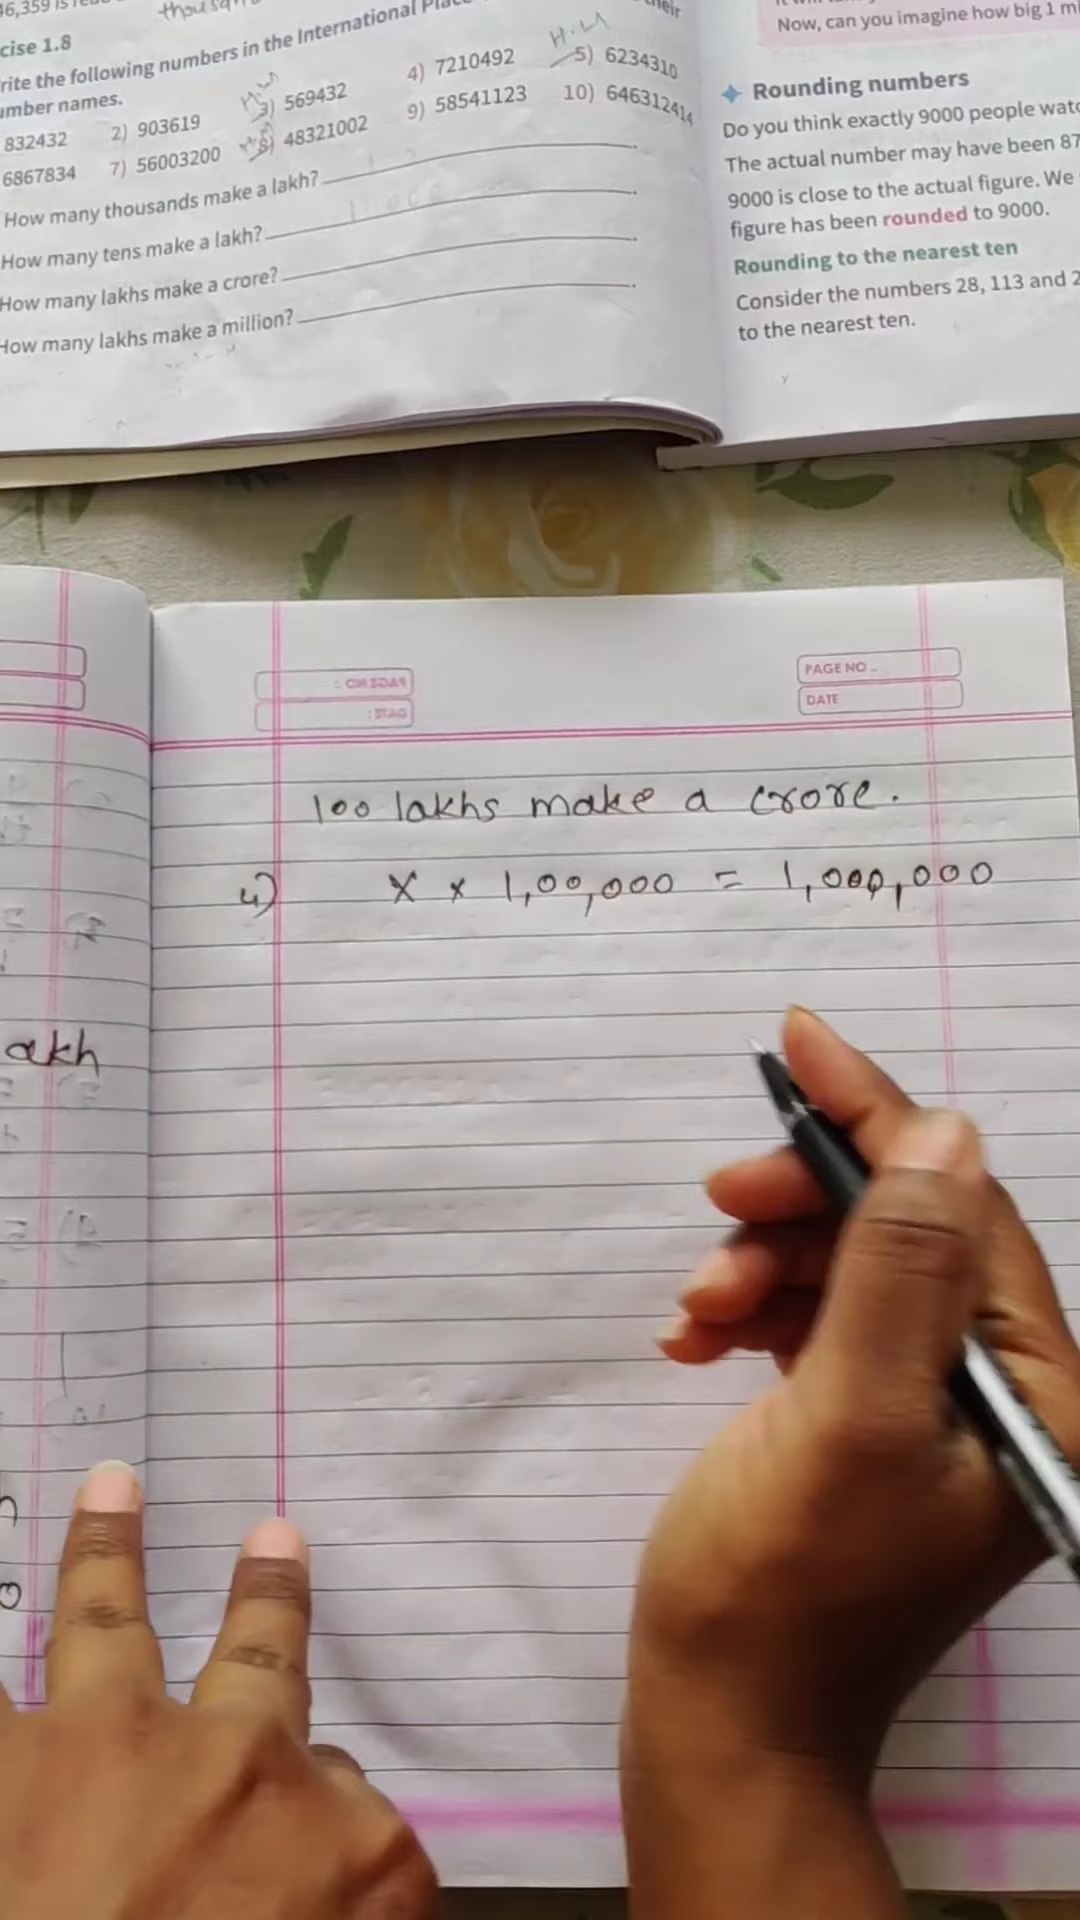 46,359 is
cise 1.8
rite the following numbers in the International
umber names.
832432 2) 903619 3) 569432 4) 7210492 5) 6234310
6867834 7) 56003200 8) 48321002 9) 58541123 10) 646312414
How many thousands make a lakh?
How many tens make a lakh?
How many lakhs make a crore?
How many lakhs make a million?
H.W
Now, can you imagine how big 1 mi
Rounding numbers
Do you think exactly 9000 people wat
The actual number may have been 87
9000 is close to the actual figure. We
figure has been rounded to 9000.
Rounding to the nearest ten
Consider the numbers 28, 113 and 2
to the nearest ten.
PAGE NO
DATE
100 lakhs make a crore.
4) X × 1,00,000 = 1,000,000
akh